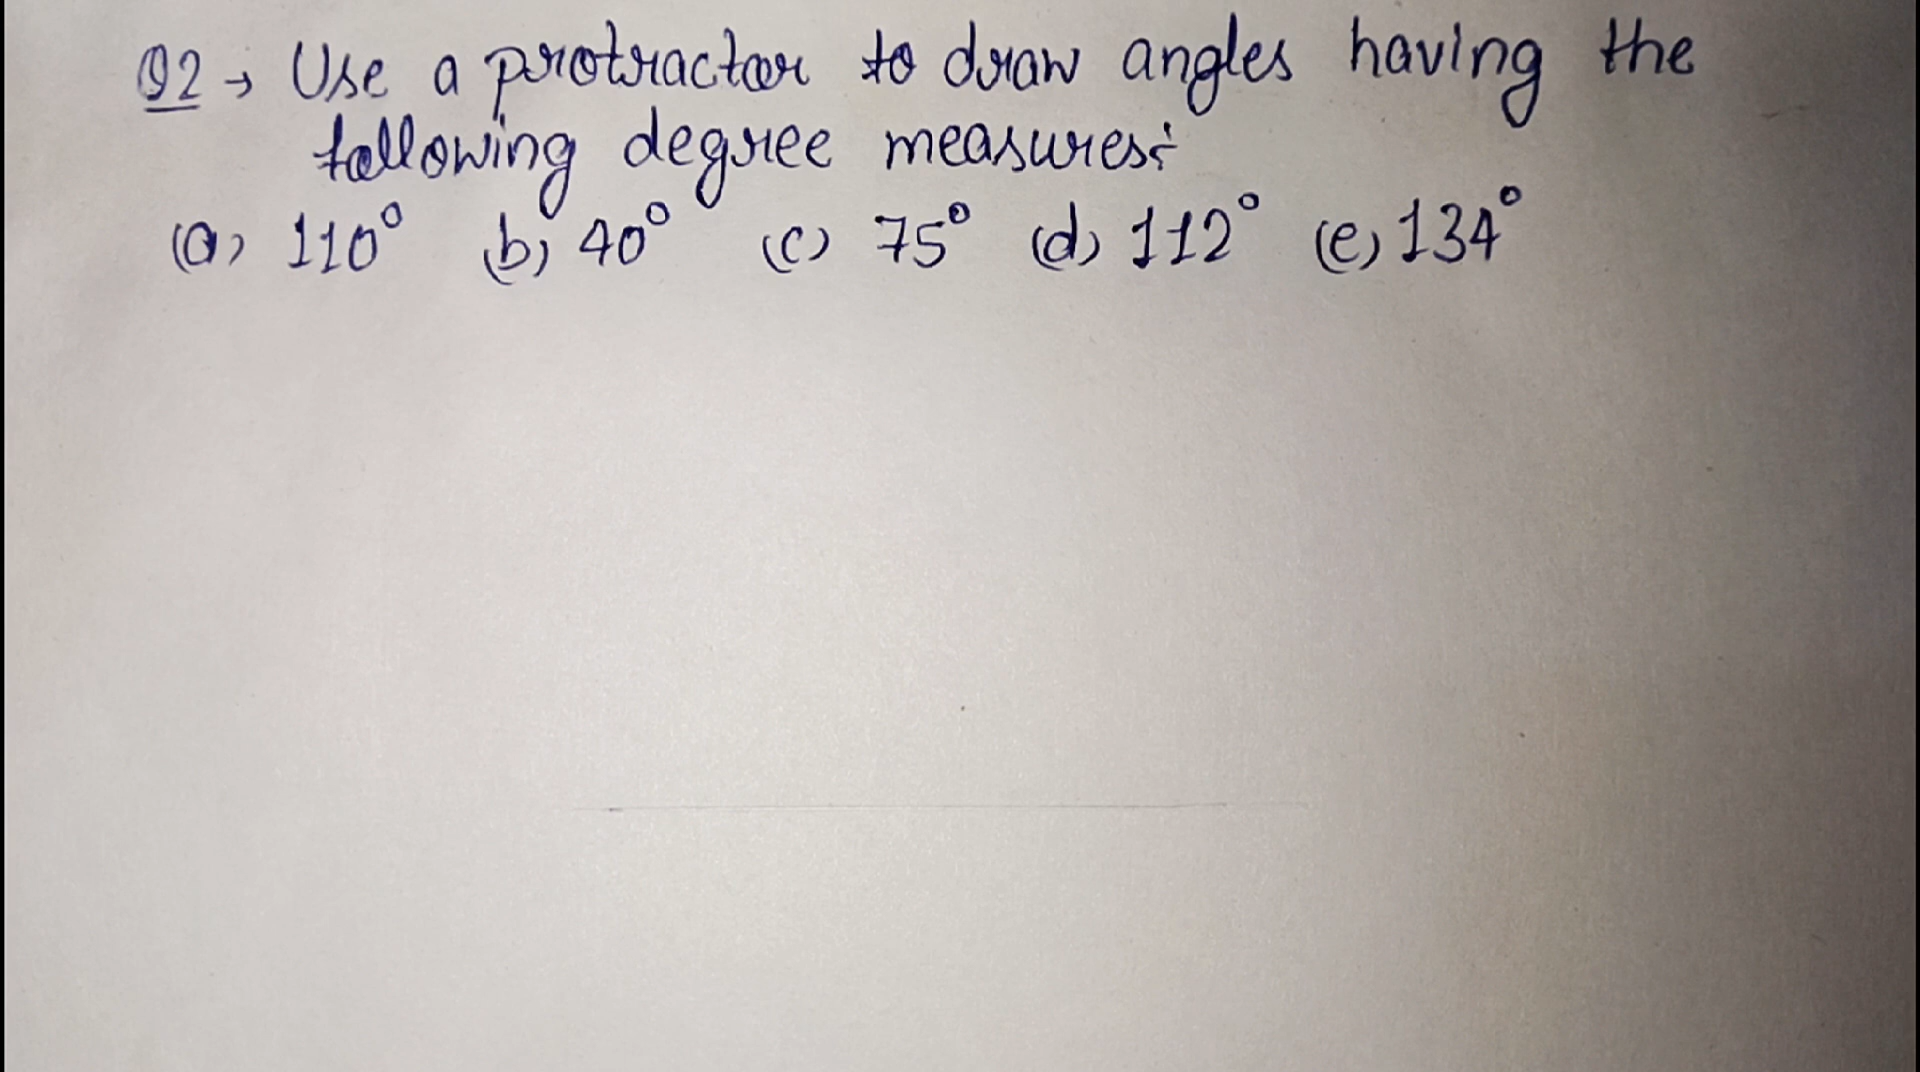 Q2→ Use a protractor to draw angles having the
following degree measures:
(a) 110° (b) 40° (c) 75° (d) 112° (e) 134°